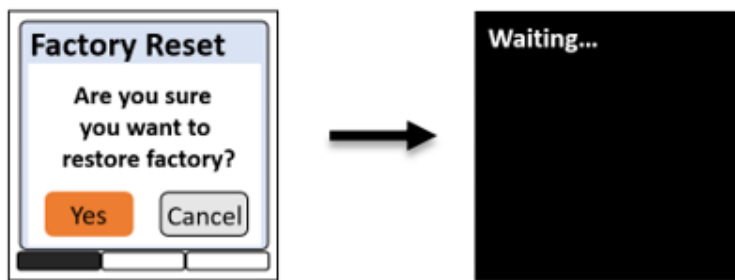 Factory Reset
Are you sure
you want to
restore factory?
Yes Cancel
Waiting...